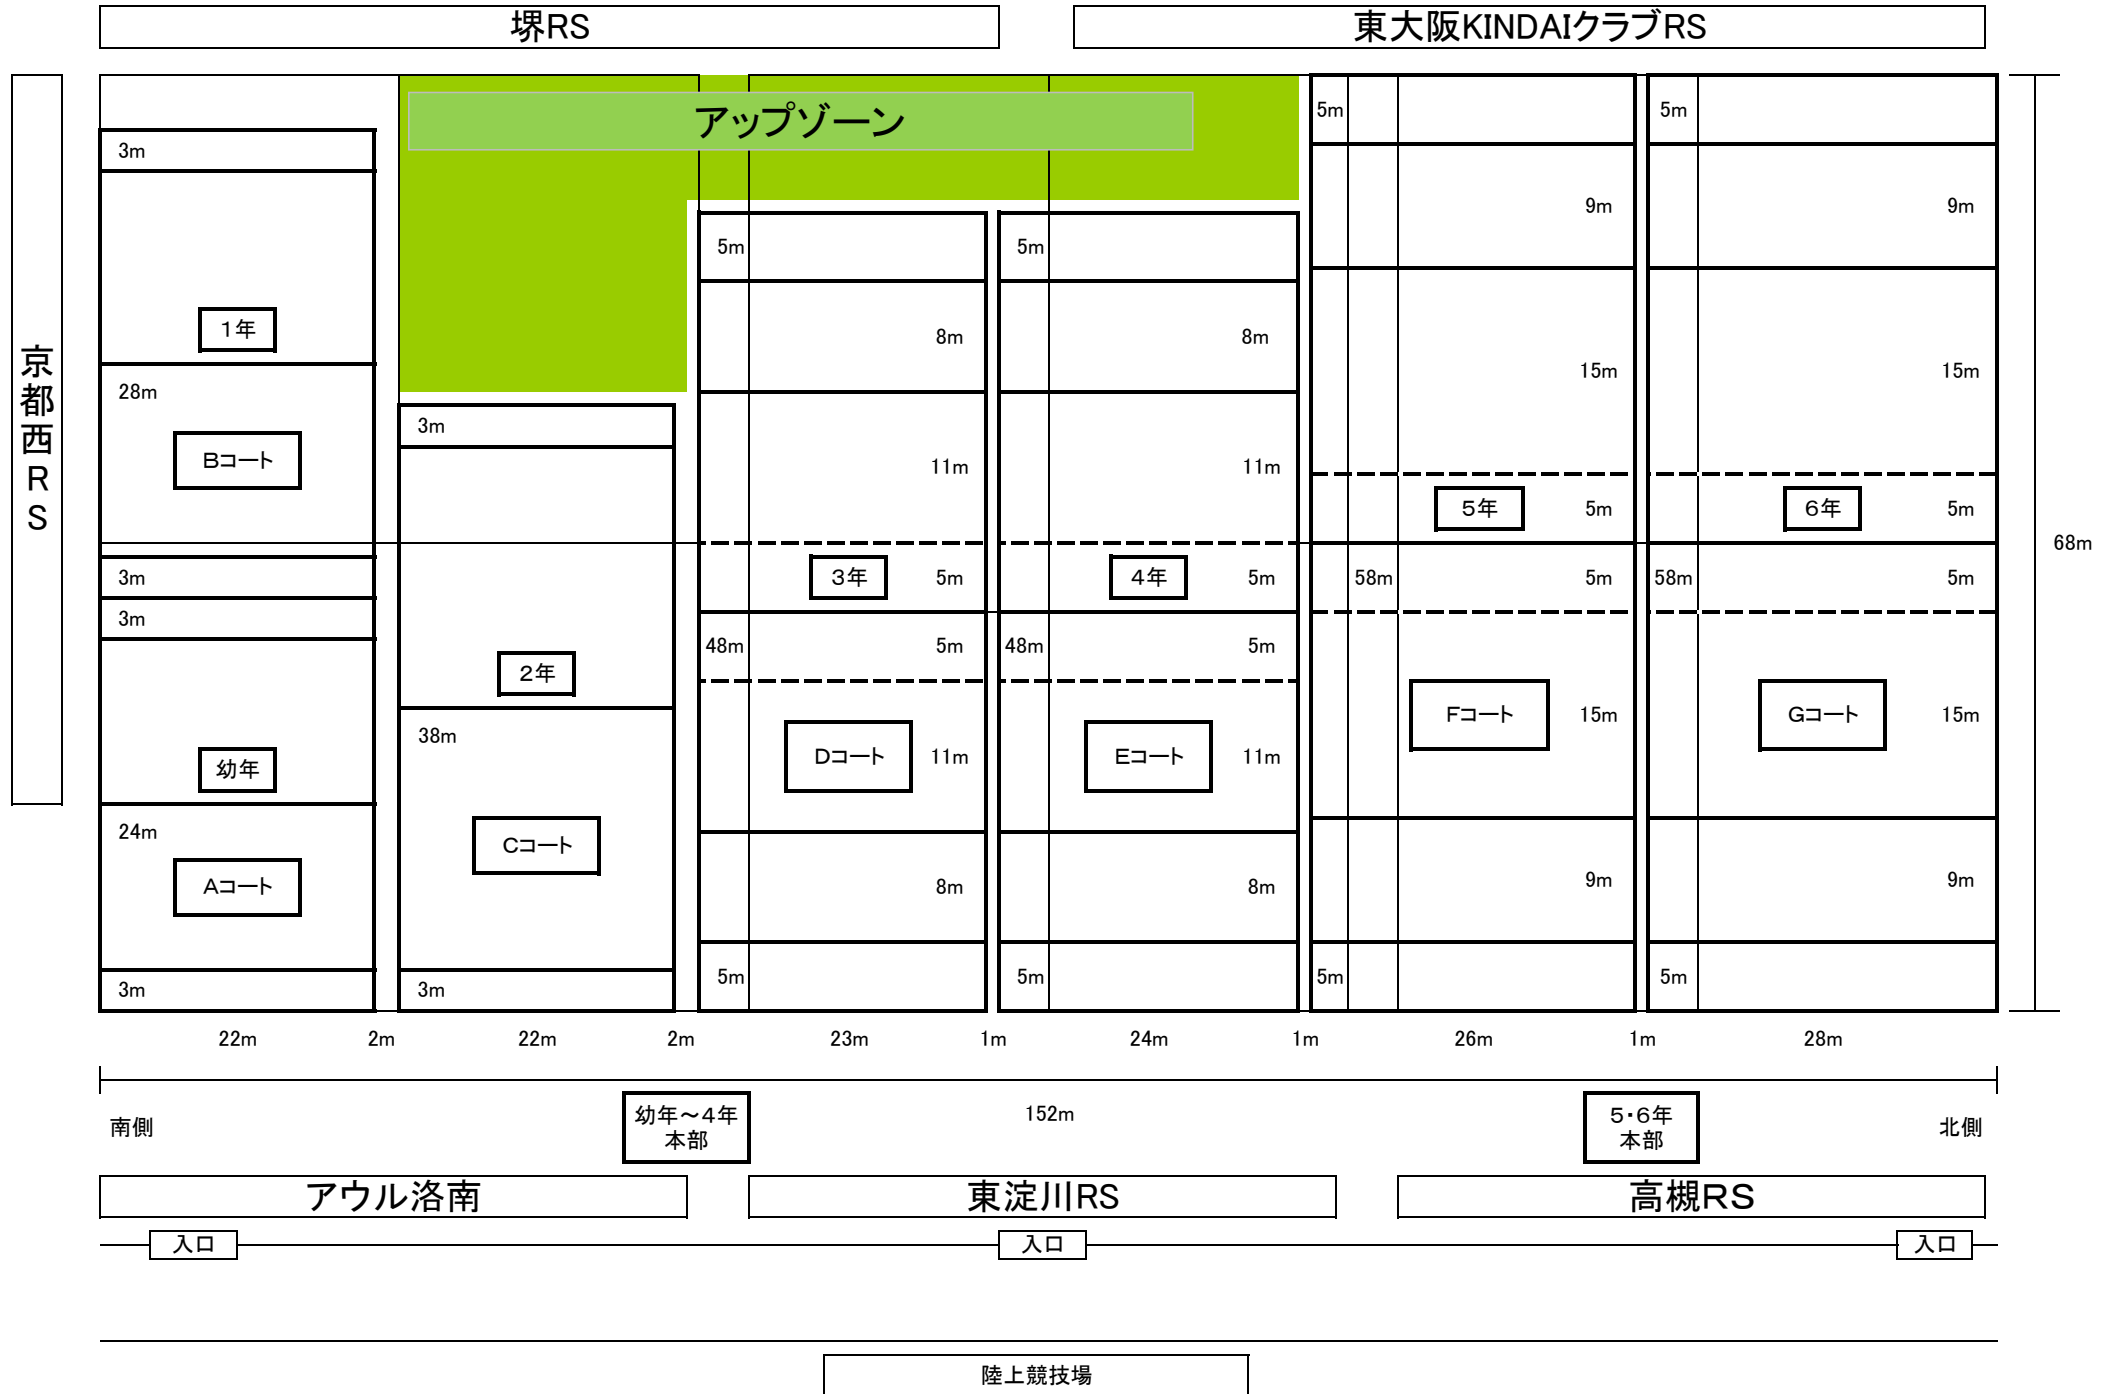 堺RS
東大阪KINDAIクラブRS
京都西RS
アップゾーン
5m
5m
3m
9m
9m
5m
5m
1年
8m
8m
15m
15m
28m
3m
Bコート
11m
11m
5年
5m
6年
5m
68m
3m
3年
5m
4年
5m
58m
5m
58m
5m
3m
2年
48m
5m
48m
5m
38m
幼年
Dコート
11m
Eコート
11m
Fコート
15m
Gコート
15m
24m
Cコート
Aコート
8m
8m
9m
9m
3m
3m
5m
5m
5m
5m
22m
2m
22m
2m
23m
1m
24m
1m
26m
1m
28m
南側
幼年～4年
本部
152m
5・6年
本部
北側
アウル洛南
東淀川RS
高槻RS
入口
入口
入口
陸上競技場